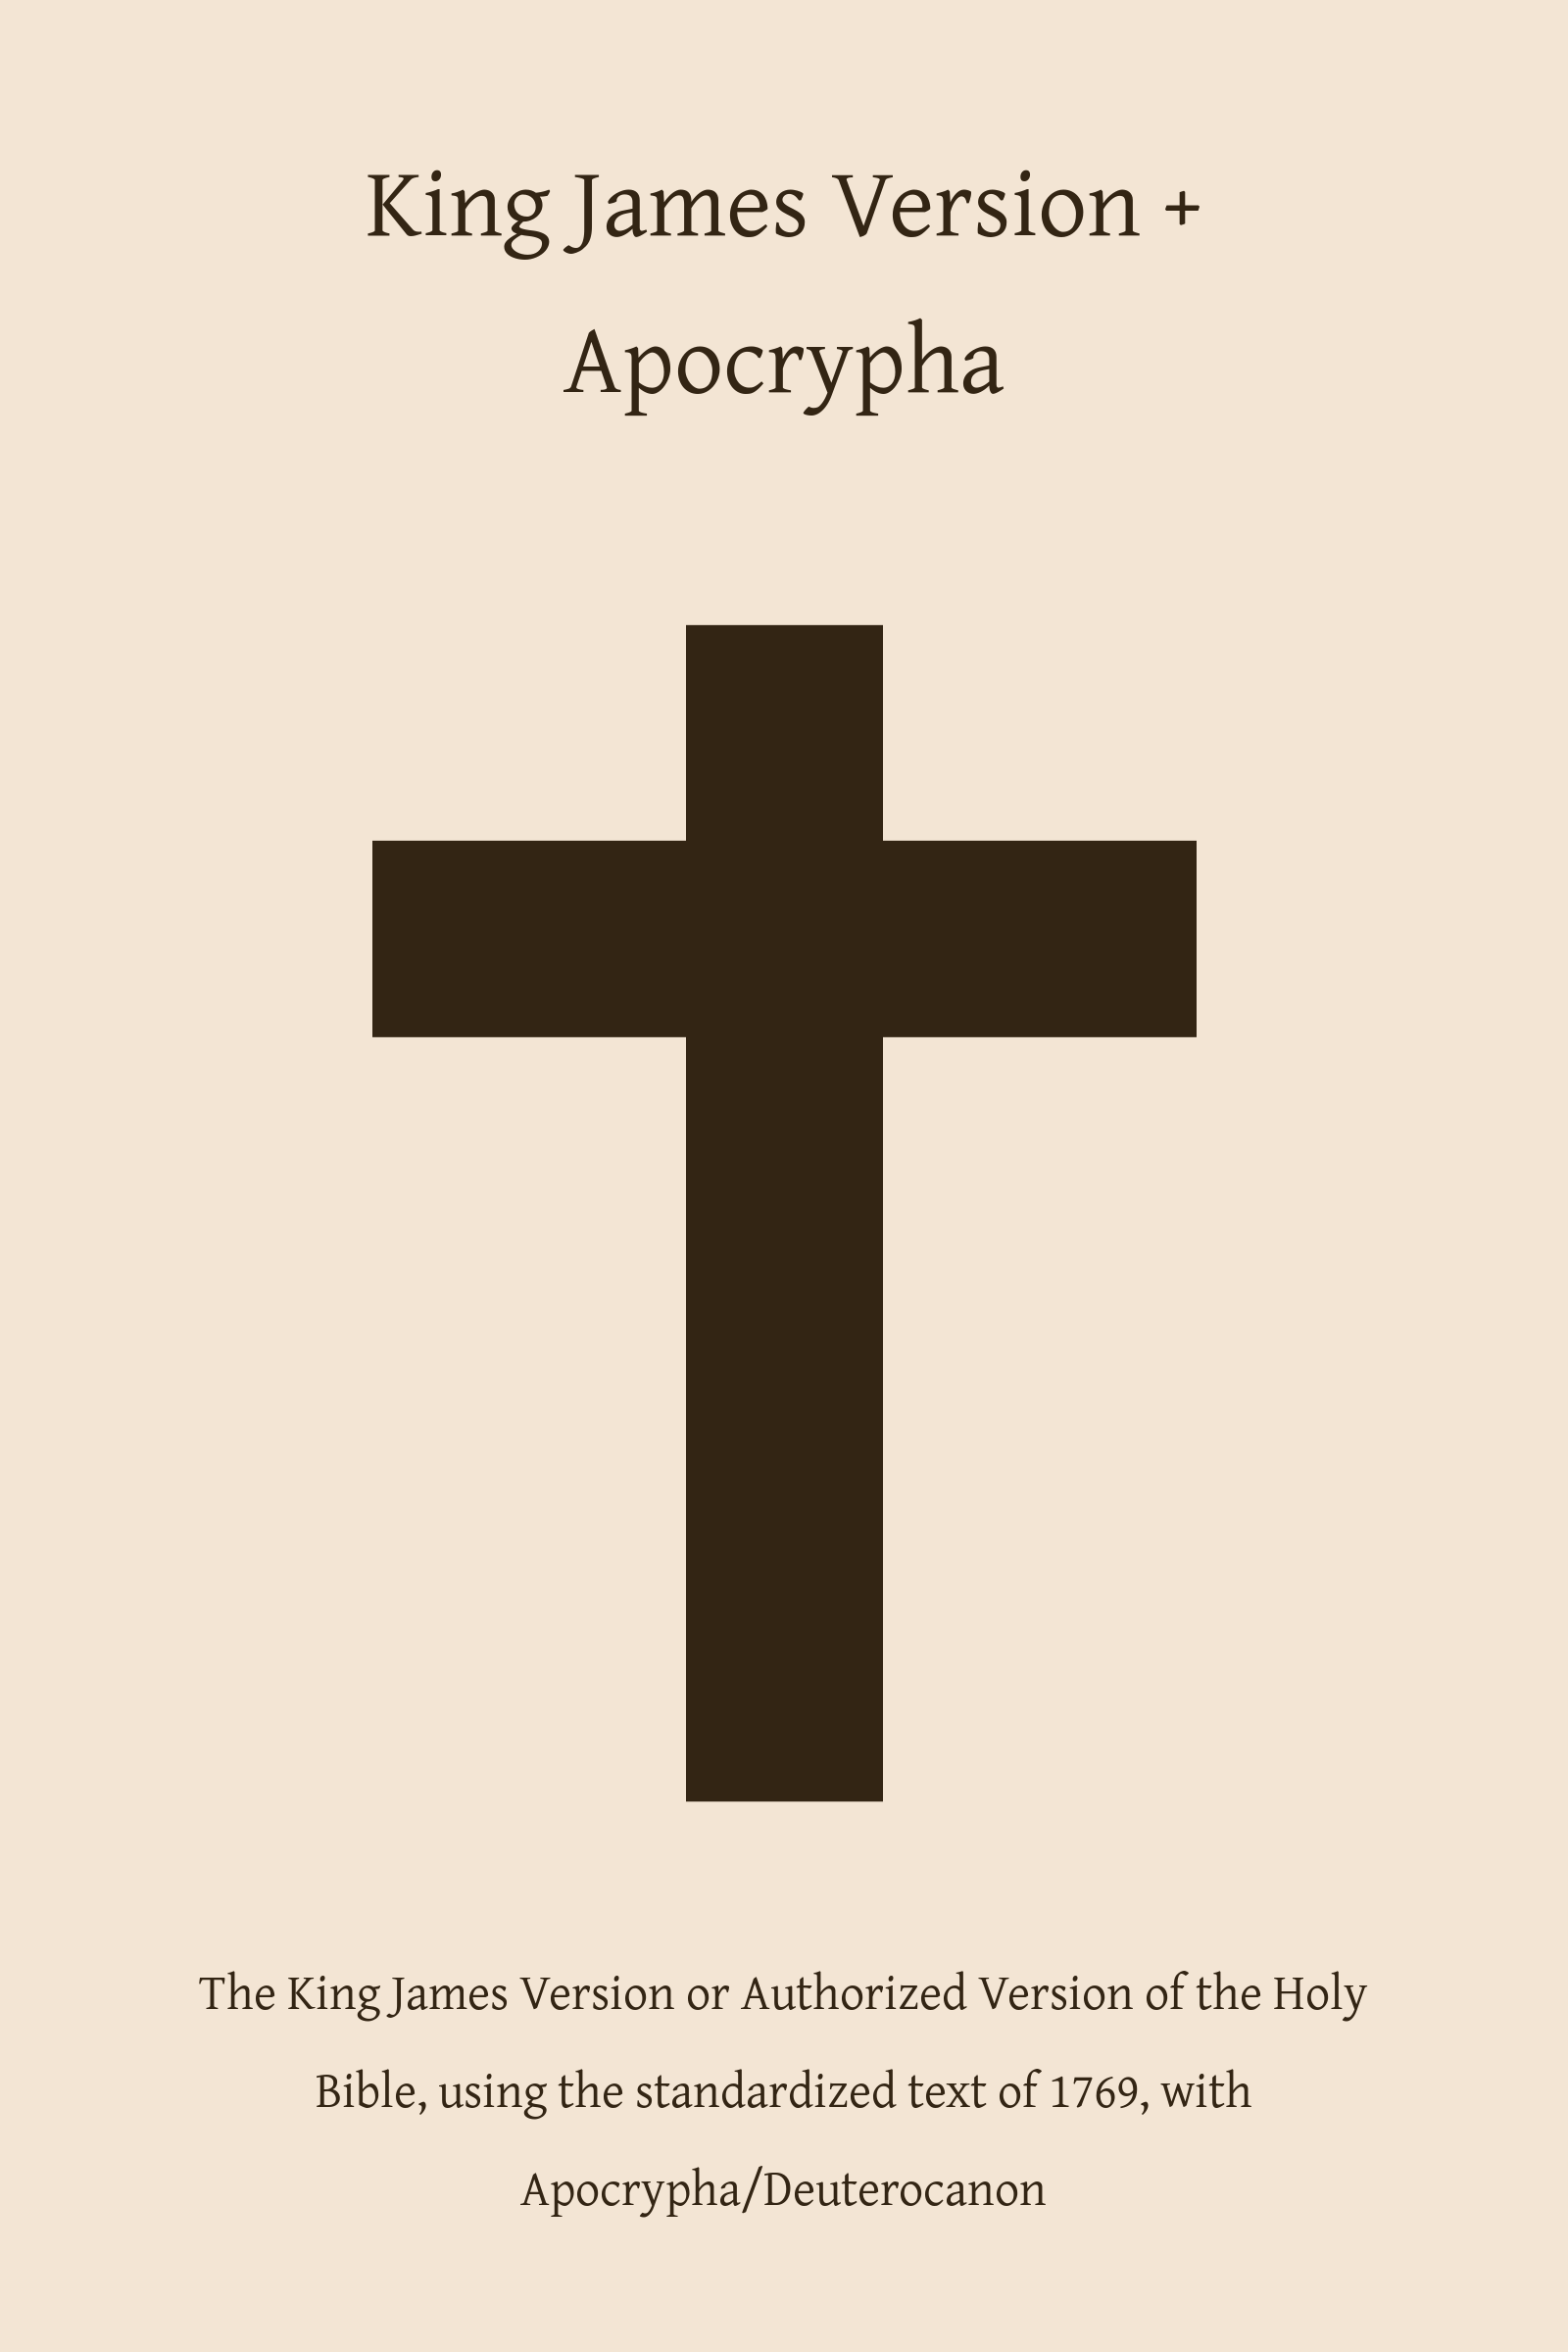 King James Version +
Apocrypha
The King James Version or Authorized Version of the Holy
Bible, using the standardized text of 1769, with
Apocrypha/Deuterocanon